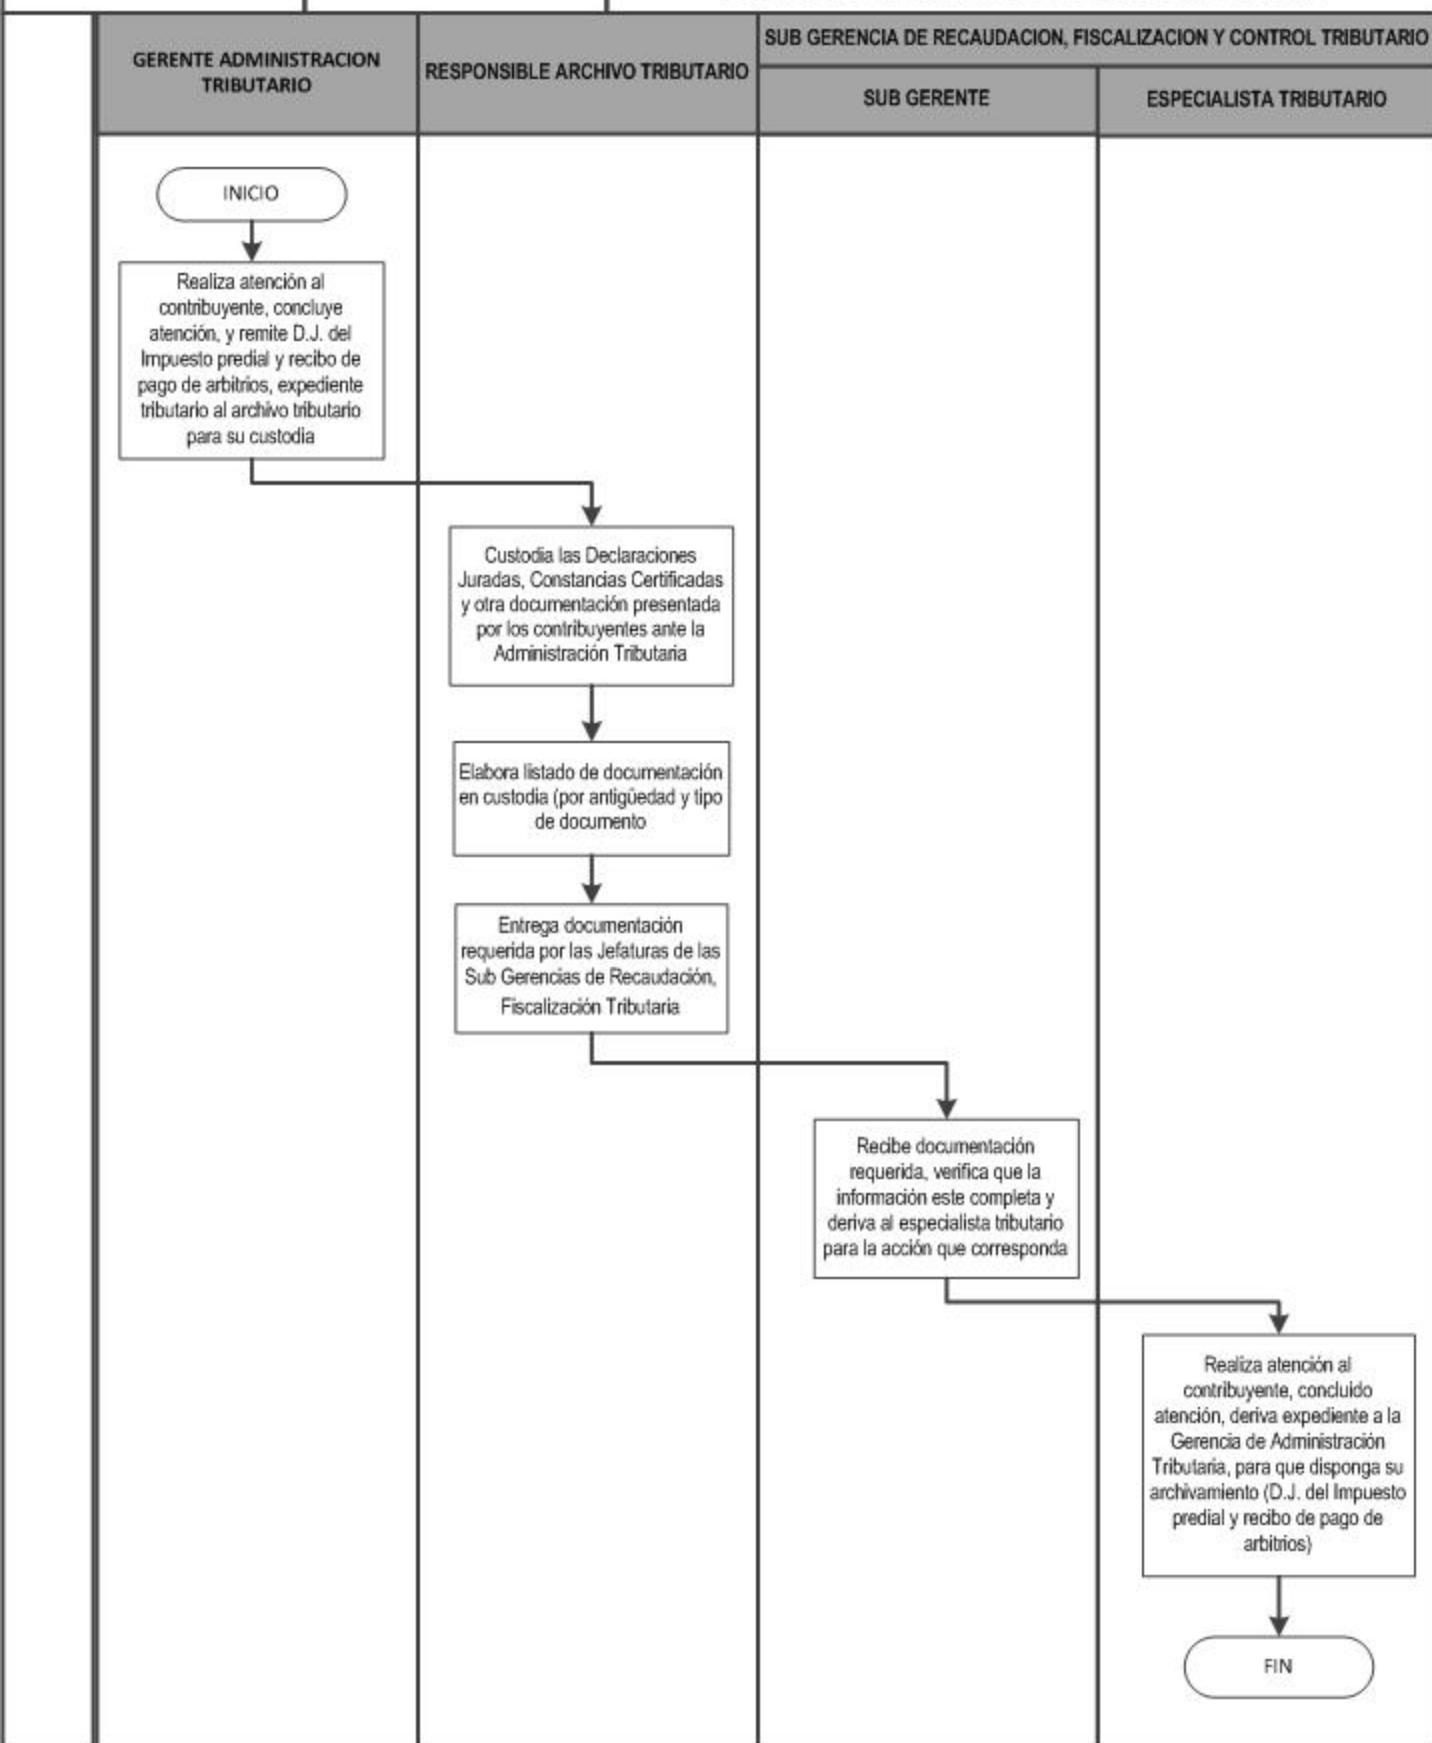 GERENTE ADMINISTRACION
TRIBUTARIO
RESPONSIBLE ARCHIVO TRIBUTARIO
SUB GERENCIA DE RECAUDACION, FISCALIZACION Y CONTROL TRIBUTARIO
SUB GERENTE
ESPECIALISTA TRIBUTARIO
INICIO
Realiza atención al
contribuyente, concluye
atención, y remite D.J. del
Impuesto predial y recibo de
pago de arbitrios, expediente
tributario al archivo tributario
para su custodia
Custodia las Declaraciones
Juradas, Constancias Certificadas
y otra documentación presentada
por los contribuyentes ante la
Administración Tributaria
Elabora listado de documentación
en custodia (por antigüedad y tipo
de documento
Entrega documentación
requerida por las Jefaturas de las
Sub Gerencias de Recaudación,
Fiscalización Tributaria
Recibe documentación
requerida, verifica que la
información este completa y
deriva al especialista tributario
para la acción que corresponda
Realiza atención al
contribuyente, concluido
atención, deriva expediente a la
Gerencia de Administración
Tributaria, para que disponga su
archivamiento (D.J. del Impuesto
predial y recibo de pago de
arbitrios)
FIN